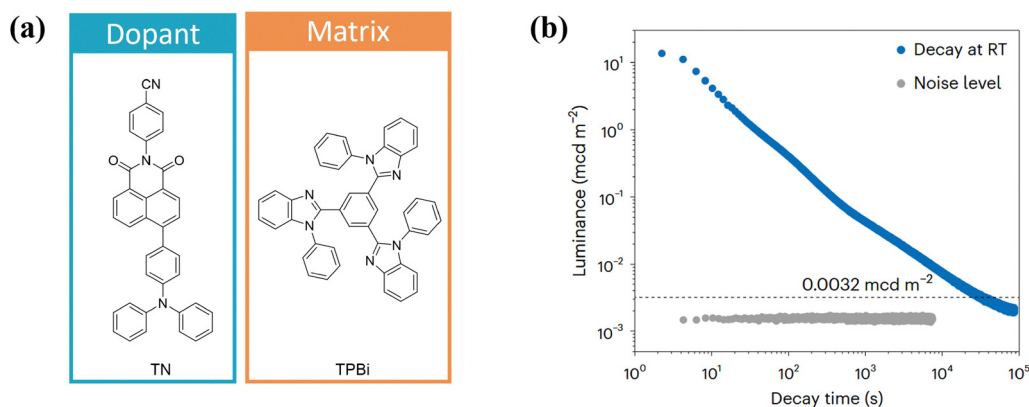 (a)
Dopant
Matrix
CN
O N O
N
TN
N
N
N
N
N
N
TPBi
(b)
Decay at RT
Noise level
Luminance (mcd m⁻²)
10¹
10⁰
10⁻¹
10⁻²
10⁻³
0.0032 mcd m⁻²
10⁰ 10¹ 10² 10³ 10⁴ 10⁵
Decay time (s)